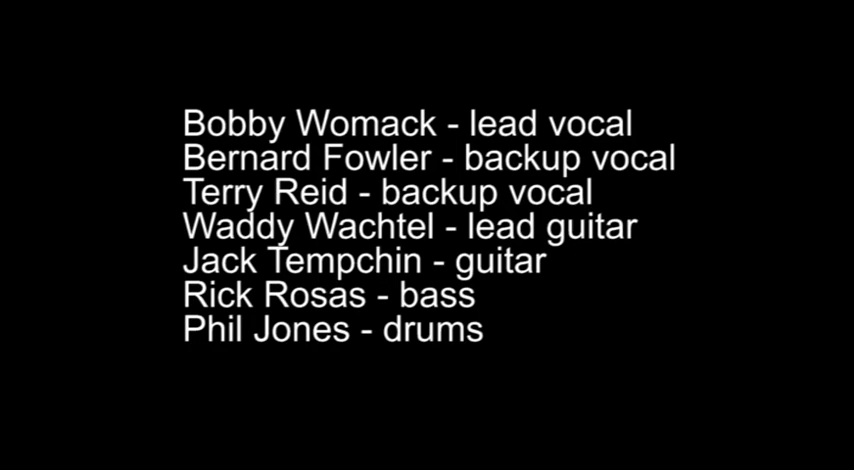 Bobby Womack - lead vocal
Bernard Fowler - backup vocal
Terry Reid - backup vocal
Waddy Wachtel - lead guitar
Jack Tempchin - guitar
Rick Rosas - bass
Phil Jones - drums